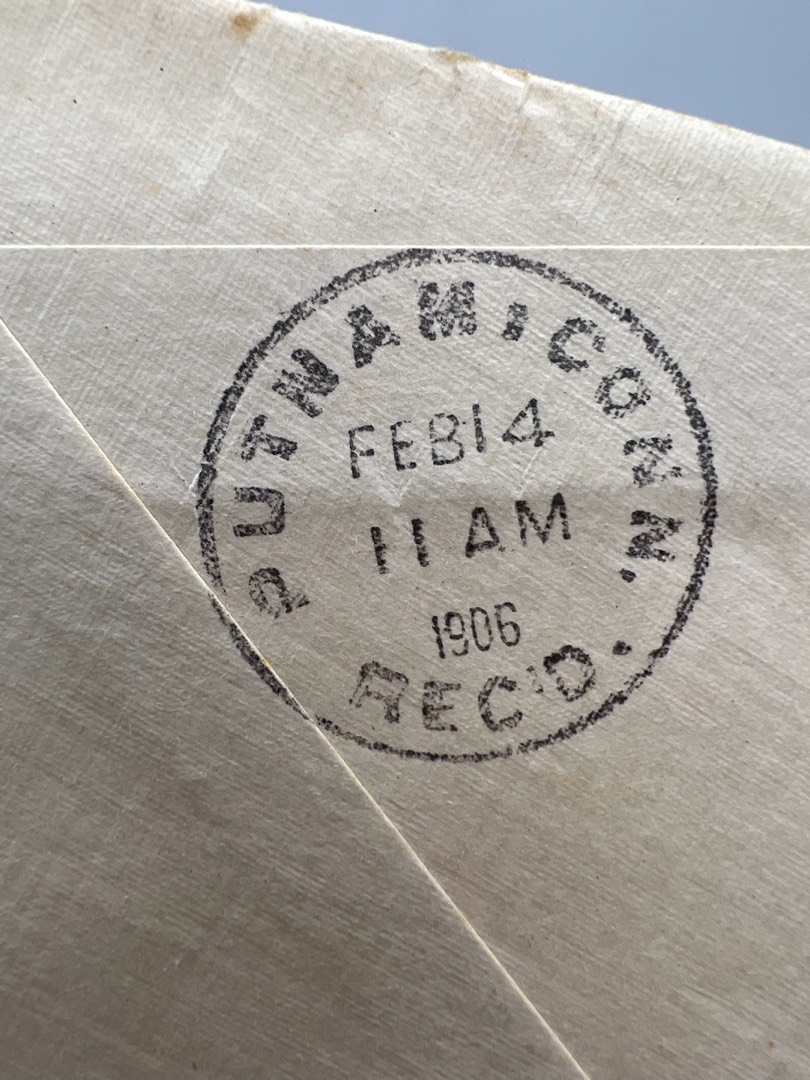 PUTNAM, CONN.
FEB 14
11 AM
1906
REC'D.